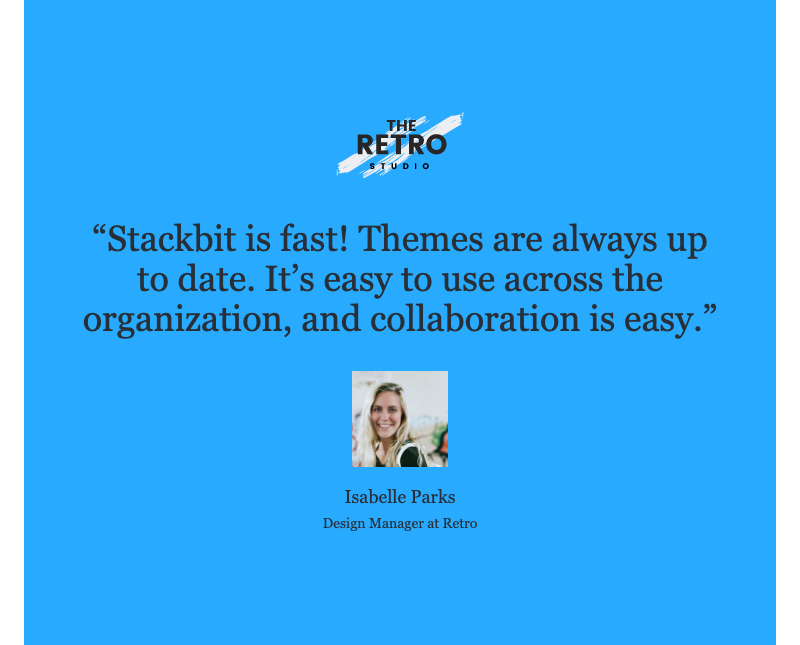 THE
RETRO
STUDIO
“Stackbit is fast! Themes are always up
to date. It’s easy to use across the
organization, and collaboration is easy.”
Isabelle Parks
Design Manager at Retro